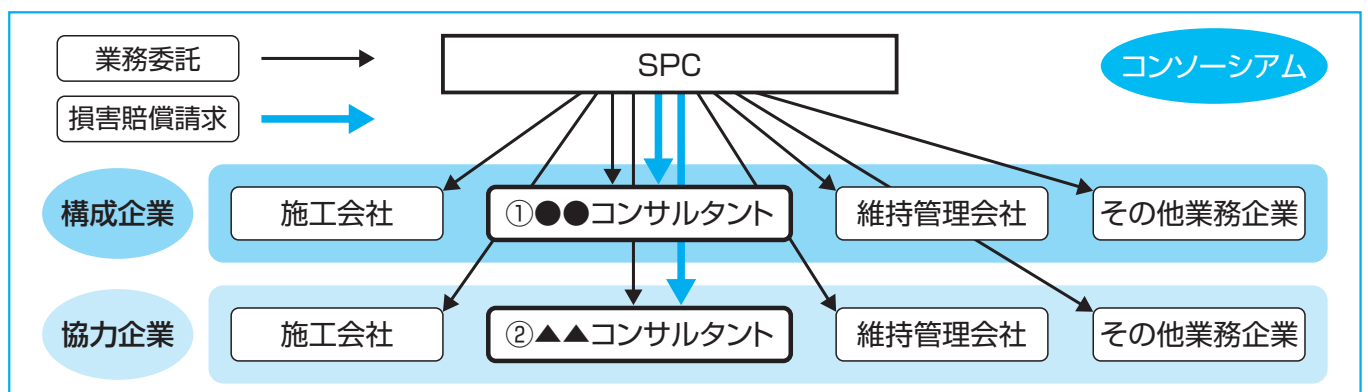 業務委託
SPC
コンソーシアム
損害賠償請求
構成企業
施工会社
①●●コンサルタント
維持管理会社
その他業務企業
協力企業
施工会社
②▲▲コンサルタント
維持管理会社
その他業務企業